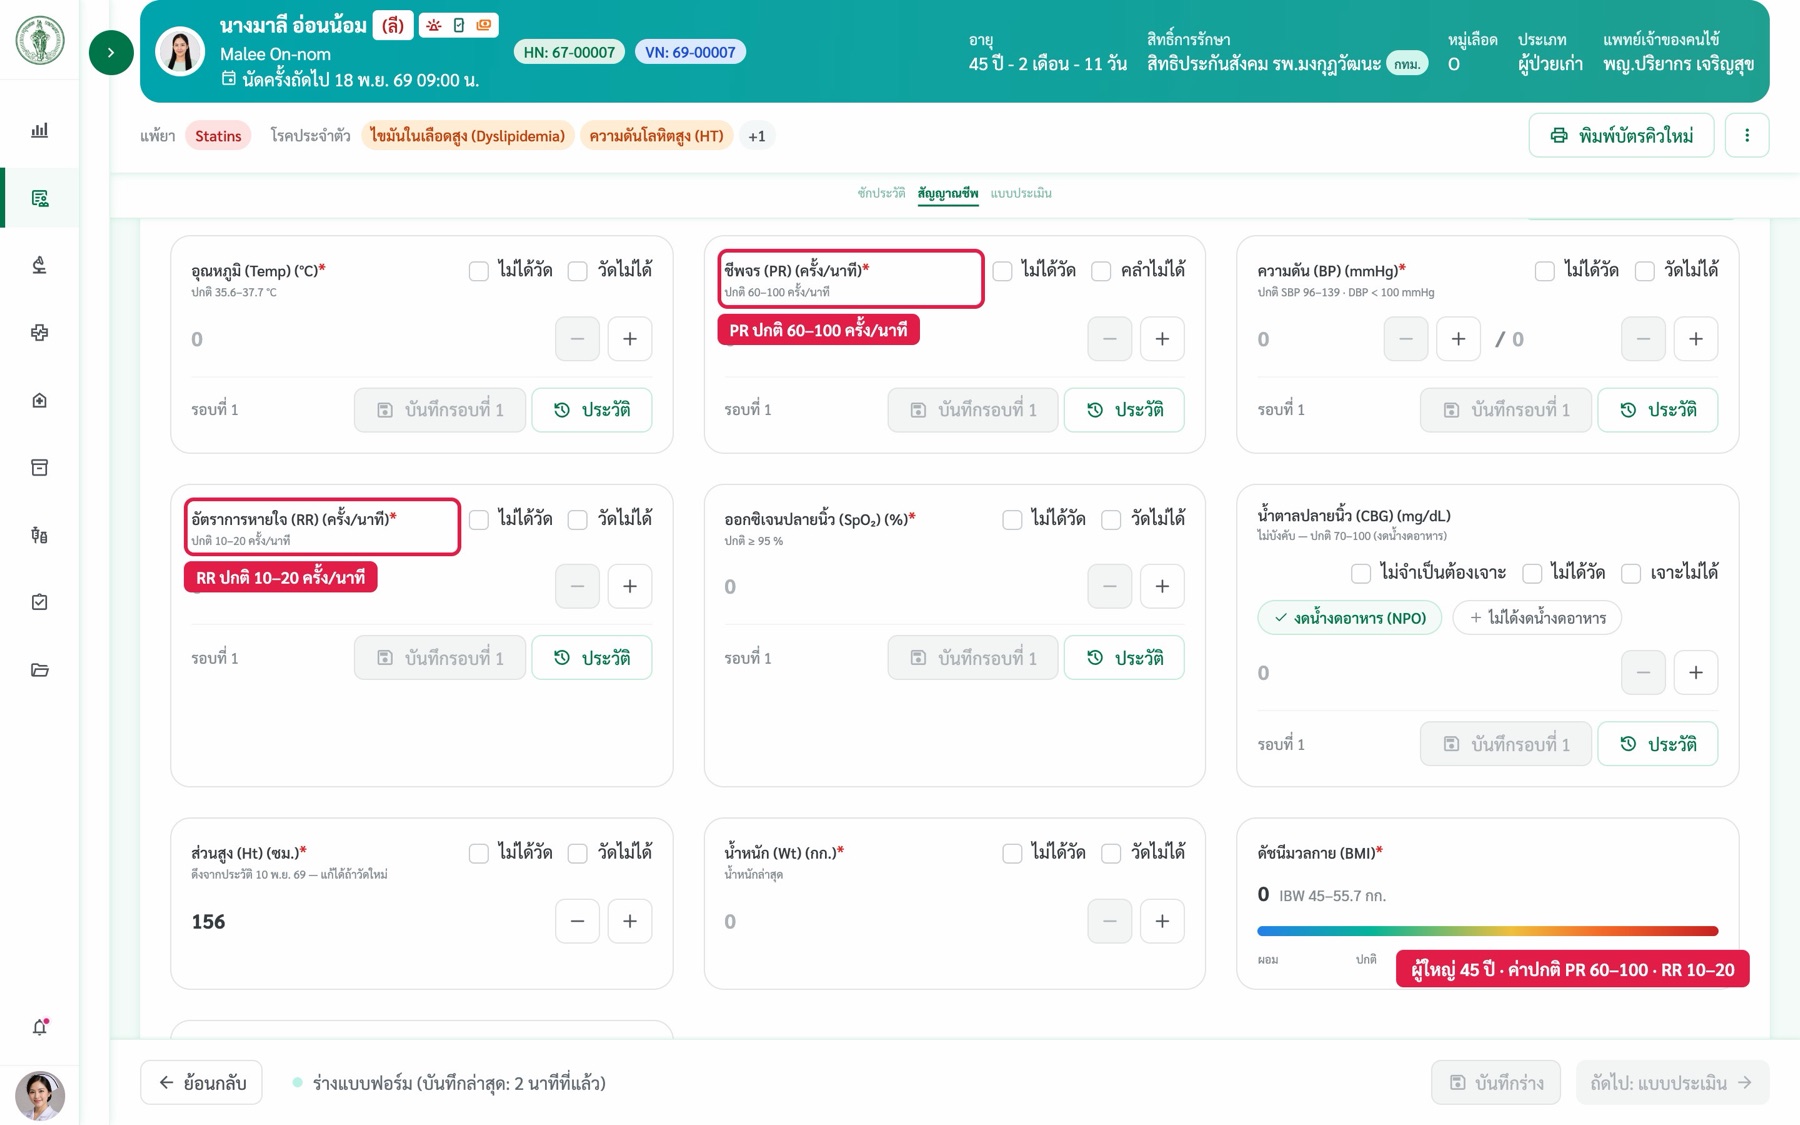 นางมาลี อ่อนน้อม (ลี)
Malee On-nom
นัดครั้งถัดไป 18 พ.ย. 69 09:00 น.
HN: 67-00007
VN: 69-00007
อายุ
45 ปี - 2 เดือน - 11 วัน
สิทธิ์การรักษา
สิทธิประกันสังคม รพ.มงกุฎวัฒนะ กทม.
หมู่เลือด
O
ประเภท
ผู้ป่วยเก่า
แพทย์เจ้าของคนไข้
พญ.ปริยากร เจริญสุข
แพ้ยา Statins โรคประจำตัว ไขมันในเลือดสูง (Dyslipidemia) ความดันโลหิตสูง (HT) +1
พิมพ์บัตรคิวใหม่
ซักประวัติ สัญญาณชีพ แบบประเมิน
อุณหภูมิ (Temp) (°C)*
ปกติ 35.6–37.7 °C
ไม่ได้วัด วัดไม่ได้
0
รอบที่ 1 บันทึกรอบที่ 1 ประวัติ
ชีพจร (PR) (ครั้ง/นาที)*
ปกติ 60–100 ครั้ง/นาที
ไม่ได้วัด คลำไม่ได้
PR ปกติ 60–100 ครั้ง/นาที
รอบที่ 1 บันทึกรอบที่ 1 ประวัติ
ความดัน (BP) (mmHg)*
ปกติ SBP 96–139 · DBP < 100 mmHg
ไม่ได้วัด วัดไม่ได้
0 / 0
รอบที่ 1 บันทึกรอบที่ 1 ประวัติ
อัตราการหายใจ (RR) (ครั้ง/นาที)*
ปกติ 10–20 ครั้ง/นาที
ไม่ได้วัด วัดไม่ได้
RR ปกติ 10–20 ครั้ง/นาที
รอบที่ 1 บันทึกรอบที่ 1 ประวัติ
ออกซิเจนปลายนิ้ว (SpO₂) (%)*
ปกติ ≥ 95 %
ไม่ได้วัด วัดไม่ได้
0
รอบที่ 1 บันทึกรอบที่ 1 ประวัติ
น้ำตาลปลายนิ้ว (CBG) (mg/dL)
ไม่บังคับ — ปกติ 70–100 (งดน้ำงดอาหาร)
ไม่จำเป็นต้องเจาะ ไม่ได้วัด เจาะไม่ได้
งดน้ำงดอาหาร (NPO) ไม่ได้งดน้ำงดอาหาร
0
รอบที่ 1 บันทึกรอบที่ 1 ประวัติ
ส่วนสูง (Ht) (ซม.)*
ดึงจากประวัติ 10 พ.ย. 69 — แก้ได้ถ้าวัดใหม่
ไม่ได้วัด วัดไม่ได้
156
น้ำหนัก (Wt) (กก.)*
น้ำหนักล่าสุด
ไม่ได้วัด วัดไม่ได้
0
ดัชนีมวลกาย (BMI)*
0 IBW 45–55.7 กก.
ผอม ปกติ
ผู้ใหญ่ 45 ปี · ค่าปกติ PR 60–100 · RR 10–20
ย้อนกลับ
ร่างแบบฟอร์ม (บันทึกล่าสุด: 2 นาทีที่แล้ว)
บันทึกร่าง
ถัดไป: แบบประเมิน